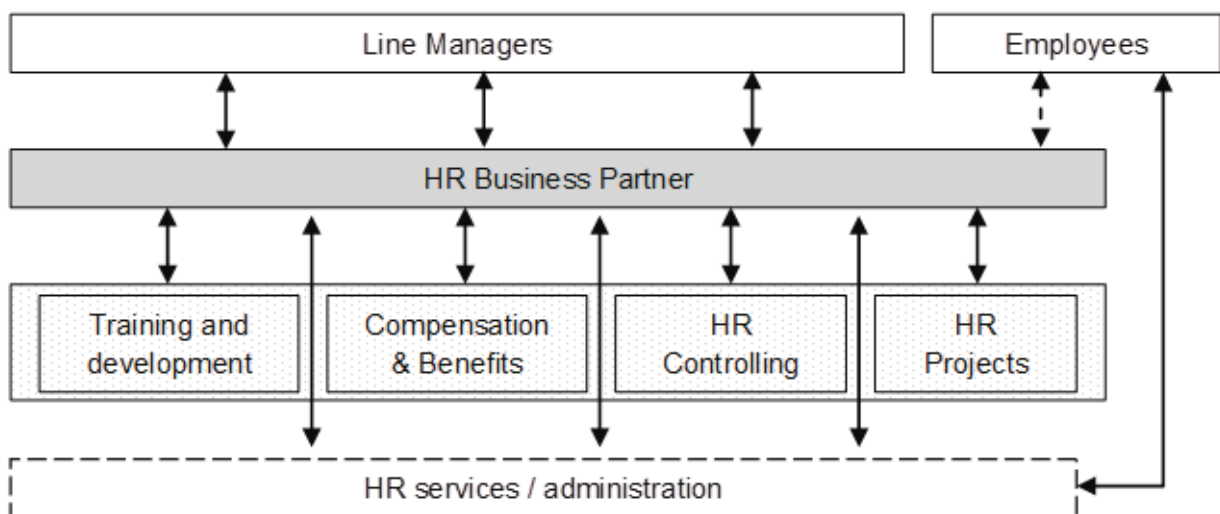 Line Managers
Employees
HR Business Partner
Training and
development
Compensation
& Benefits
HR
Controlling
HR
Projects
HR services / administration